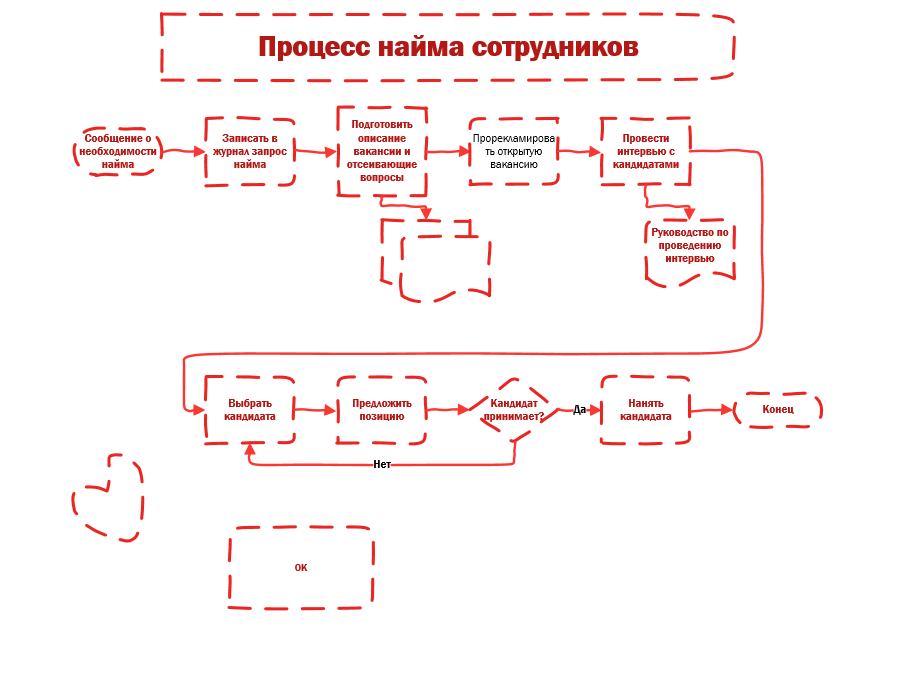 Процесс найма сотрудников
Сообщение о
необходимости
найма
Записать в
журнал запрос
найма
Подготовить
описание
вакансии и
отсеивающие
вопросы
Прорекламирова
ть открытую
вакансию
Провести
интервью с
кандидатами
Руководство по
проведению
интервью
Выбрать
кандидата
Предложить
позицию
Кандидат
принимает?
Да
Нанять
кандидата
Конец
Нет
ОК